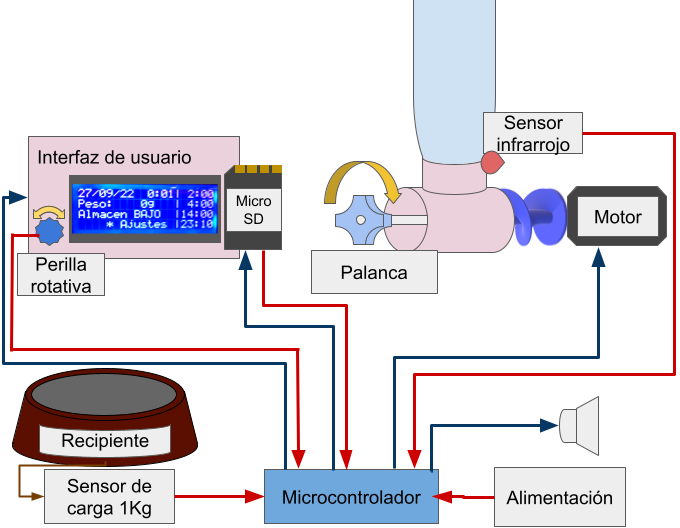 Sensor
infrarrojo
Interfaz de usuario
27/09/22 0:01| 2:00
Peso: 0g | 4:00
Almacen BAJO |14:00
* Ajustes |23:10
Micro
SD
Motor
Perilla
rotativa
Palanca
Recipiente
Sensor de
carga 1Kg
Microcontrolador
Alimentación